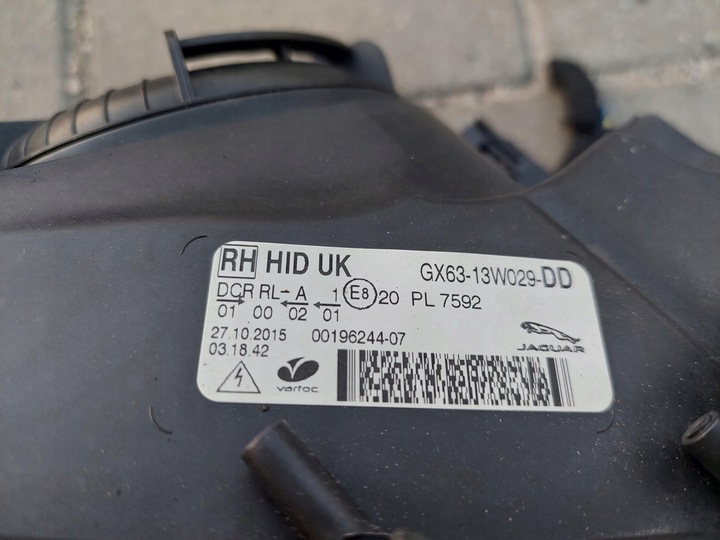 RH HID UK GX63-13W029-DD
DCR RL A 1 E8 20 PL 7592
01 00 02 01
27.10.2015 00196244-07
03.18.42
JAGUAR
varroc